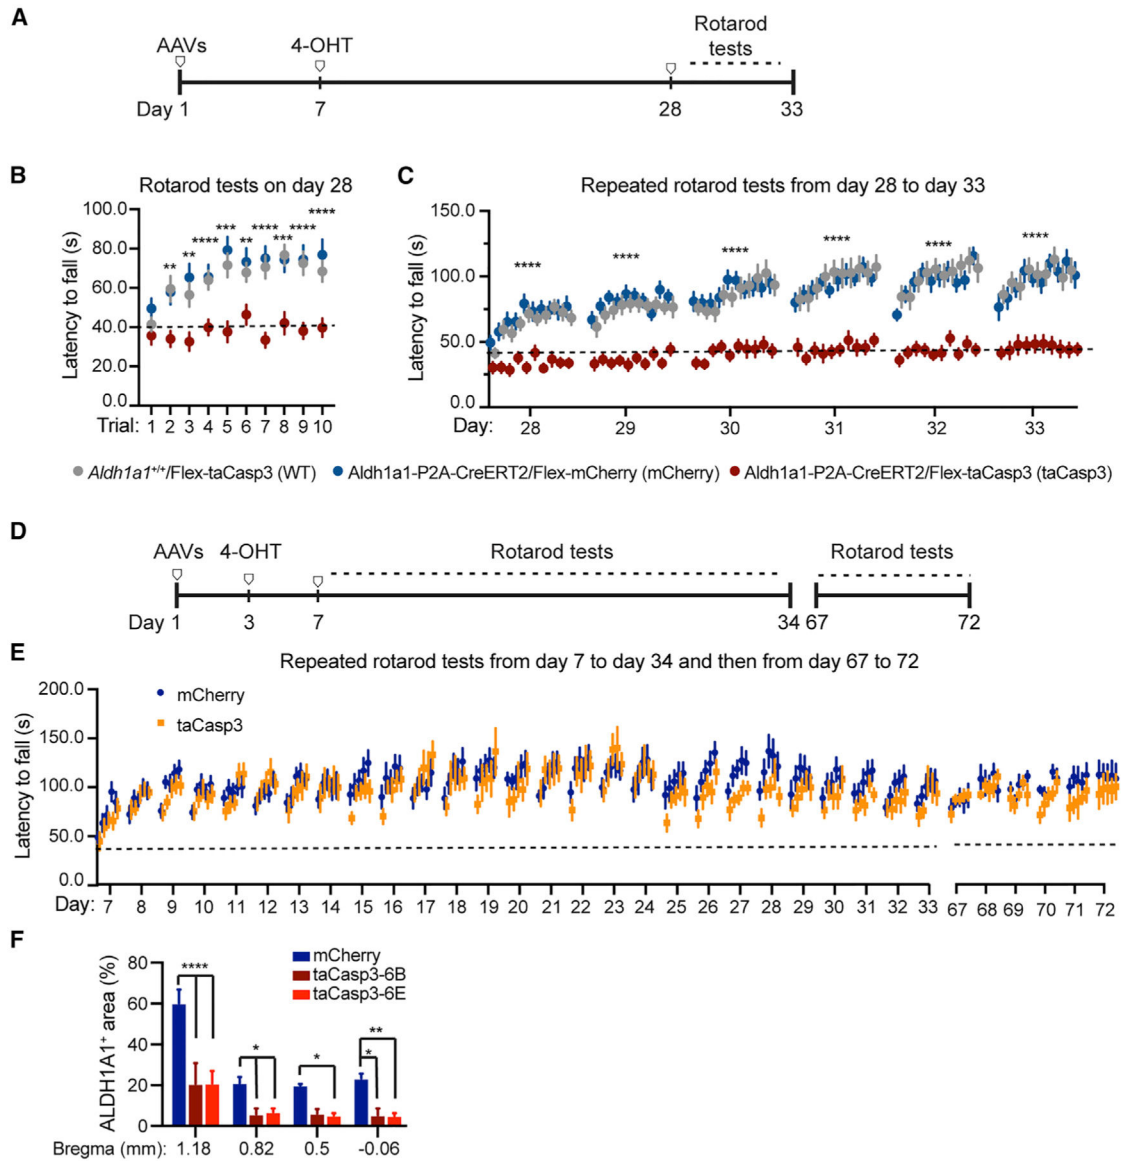 A
AAVs 4-OHT Rotarod tests
Day 1 7 28 33
B
Rotarod tests on day 28
Latency to fall (s)
100.0
80.0
60.0
40.0
20.0
0.0
** ** **** *** ** **** *** **** ****
Trial: 1 2 3 4 5 6 7 8 9 10
C
Repeated rotarod tests from day 28 to day 33
Latency to fall (s)
150.0
100.0
50.0
0.0
**** **** **** **** **** ****
Day: 28 29 30 31 32 33
Aldh1a1+/+/Flex-taCasp3 (WT) Aldh1a1-P2A-CreERT2/Flex-mCherry (mCherry) Aldh1a1-P2A-CreERT2/Flex-taCasp3 (taCasp3)
D
AAVs 4-OHT Rotarod tests Rotarod tests
Day 1 3 7 34 67 72
E
Repeated rotarod tests from day 7 to day 34 and then from day 67 to 72
Latency to fall (s)
200.0
150.0
100.0
50.0
0.0
mCherry
taCasp3
Day: 7 8 9 10 11 12 13 14 15 16 17 18 19 20 21 22 23 24 25 26 27 28 29 30 31 32 33 67 68 69 70 71 72
F
ALDH1A1+ area (%)
80
60
40
20
0
mCherry
taCasp3-6B
taCasp3-6E
**** * * * **
Bregma (mm): 1.18 0.82 0.5 -0.06